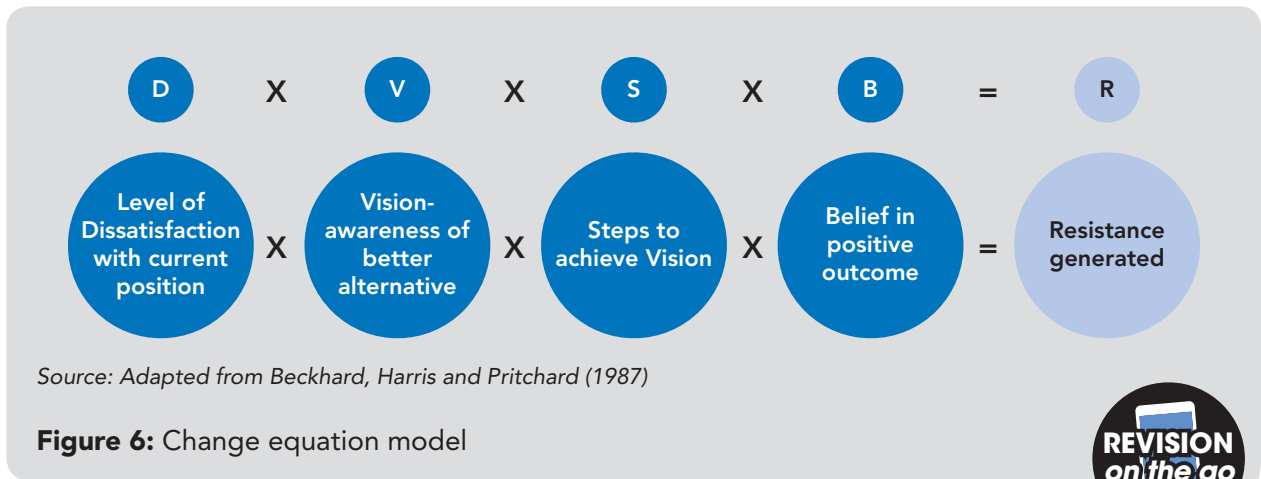 D X V X S X B = R
Level of
Dissatisfaction
with current
position
X
Vision-
awareness of
better
alternative
X
Steps to
achieve Vision
X
Belief in
positive
outcome
=
Resistance
generated
Source: Adapted from Beckhard, Harris and Pritchard (1987)
Figure 6: Change equation model
REVISION
on the go